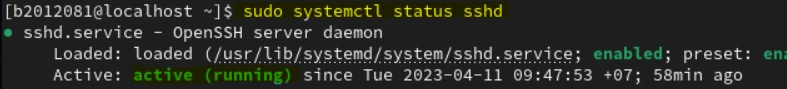 [b2012081@localhost ~]$ sudo systemctl status sshd
● sshd.service - OpenSSH server daemon
Loaded: loaded (/usr/lib/systemd/system/sshd.service; enabled; preset: ena
Active: active (running) since Tue 2023-04-11 09:47:53 +07; 58min ago